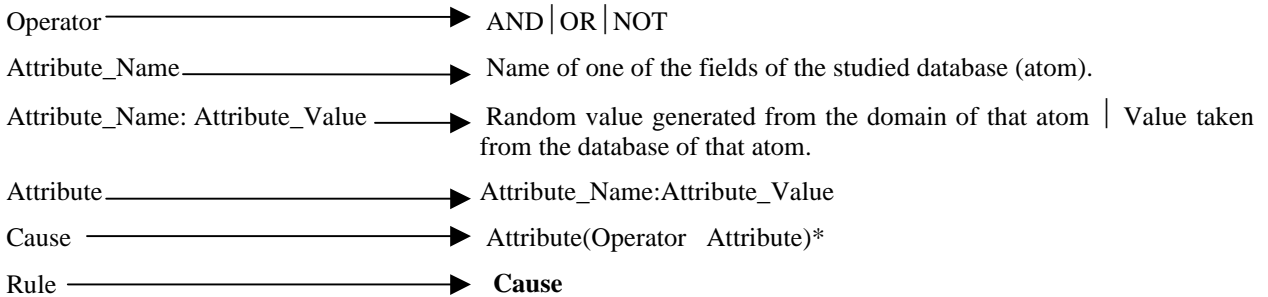 Operator AND | OR | NOT
Attribute_Name Name of one of the fields of the studied database (atom).
Attribute_Name: Attribute_Value Random value generated from the domain of that atom | Value taken
from the database of that atom.
Attribute Attribute_Name:Attribute_Value
Cause Attribute(Operator Attribute)*
Rule Cause